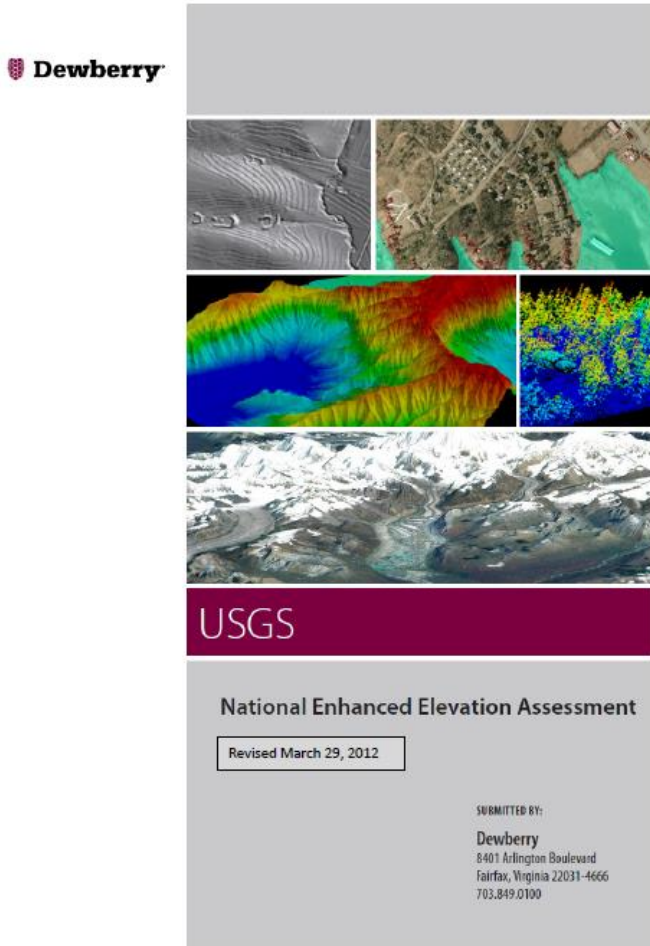 Dewberry
USGS
National Enhanced Elevation Assessment
Revised March 29, 2012
SUBMITTED BY:
Dewberry
8401 Arlington Boulevard
Fairfax, Virginia 22031-4666
703.849.0100